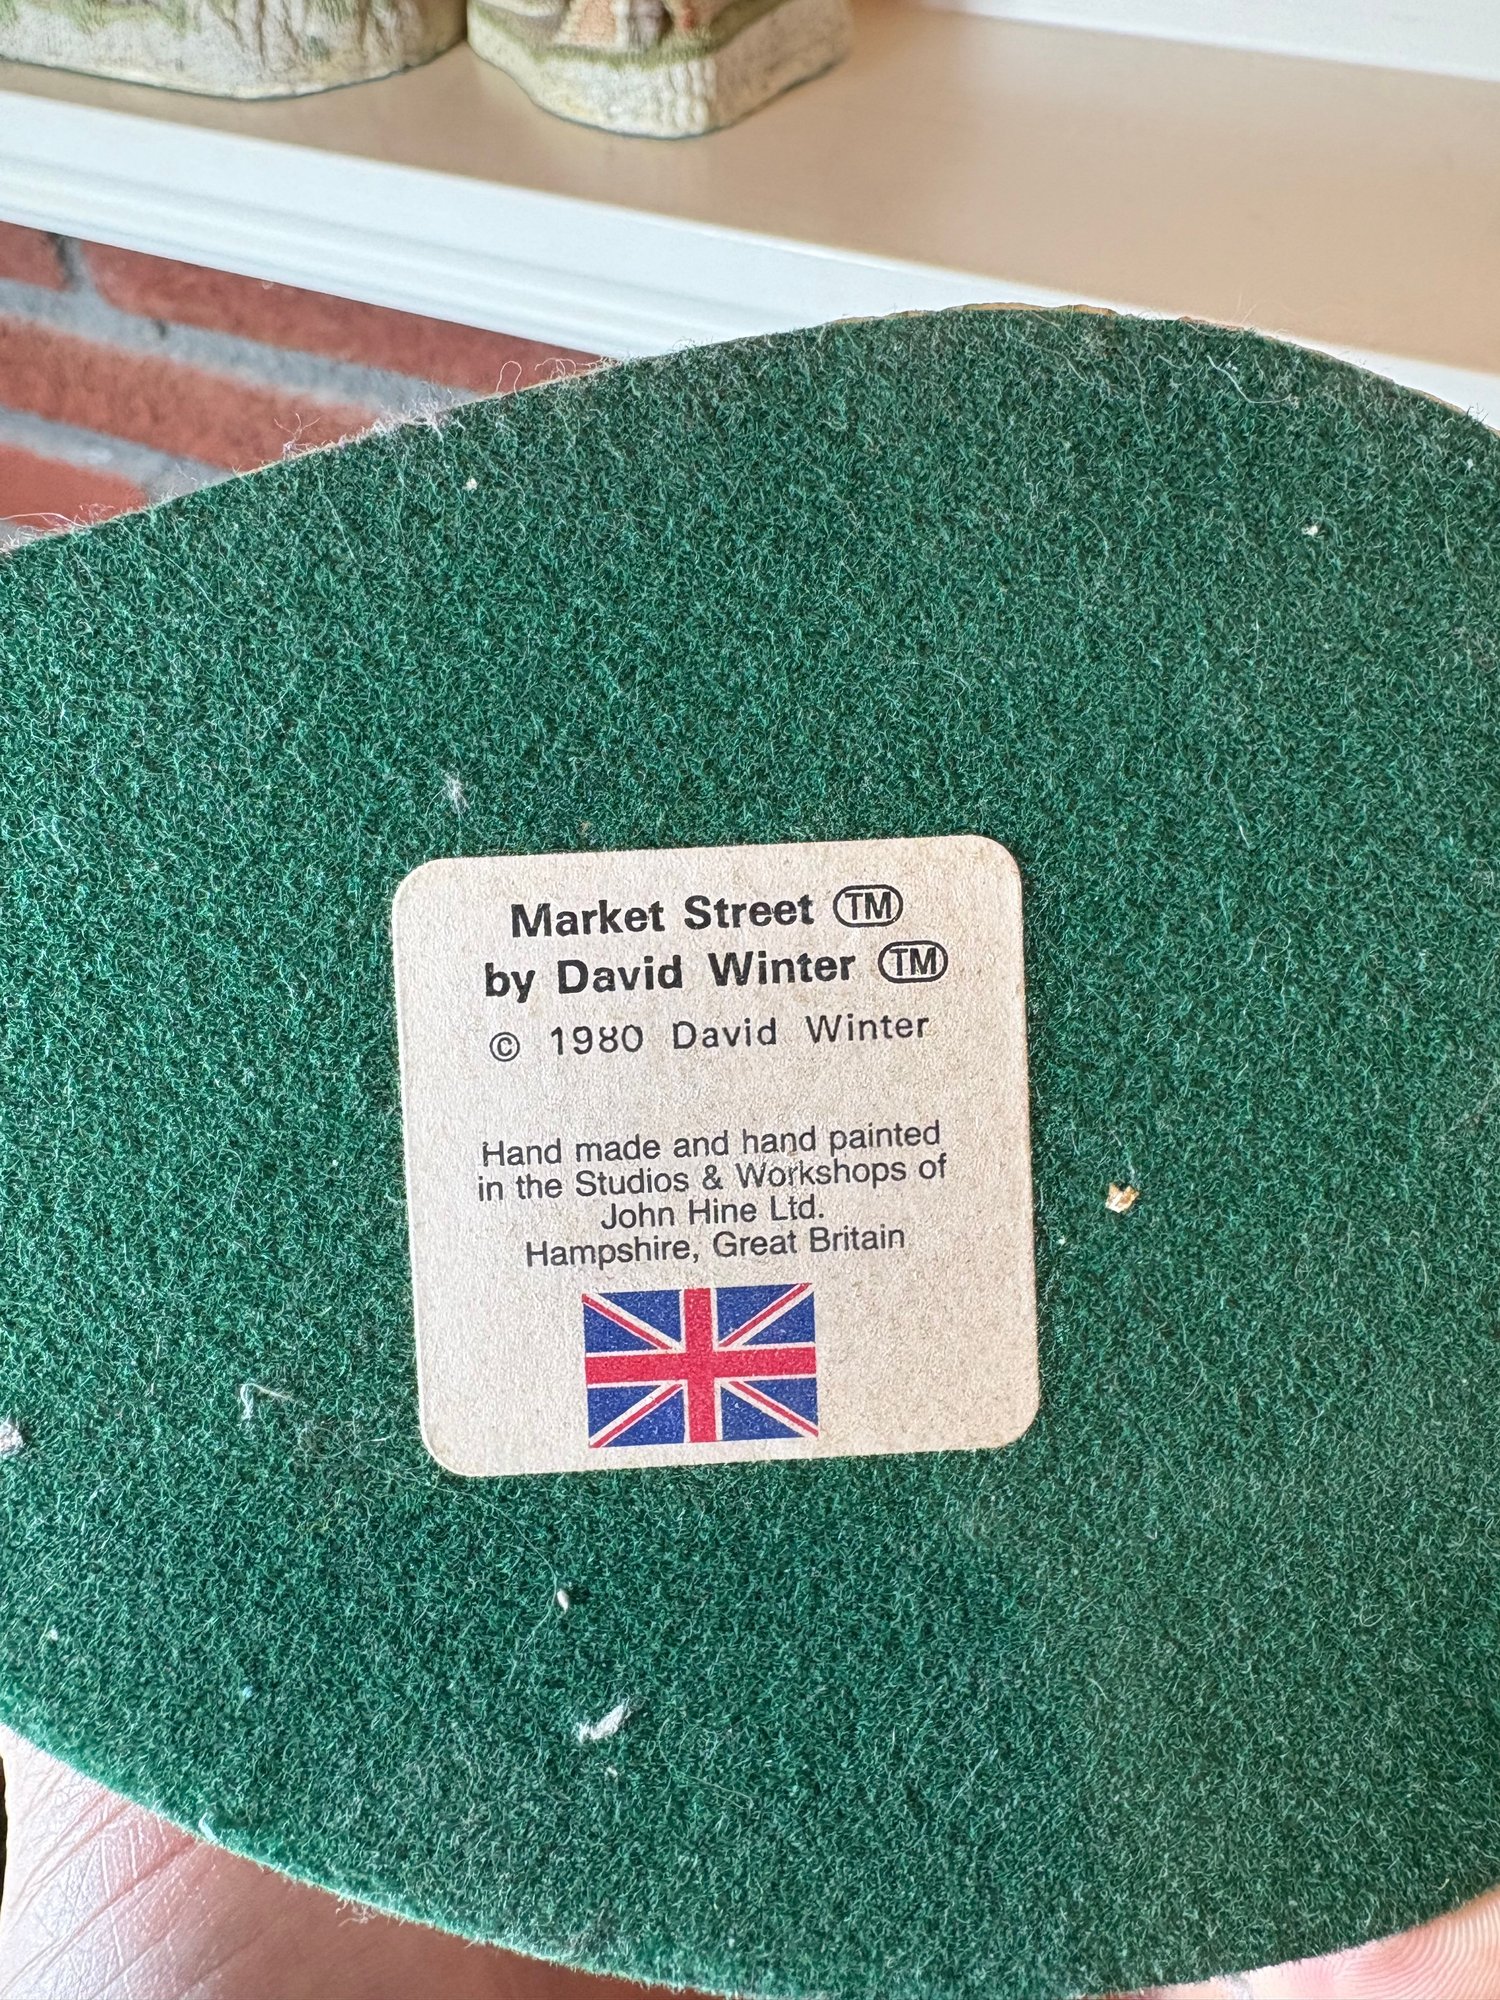 Market Street ™
by David Winter ™
© 1980 David Winter
Hand made and hand painted
in the Studios & Workshops of
John Hine Ltd.
Hampshire, Great Britain